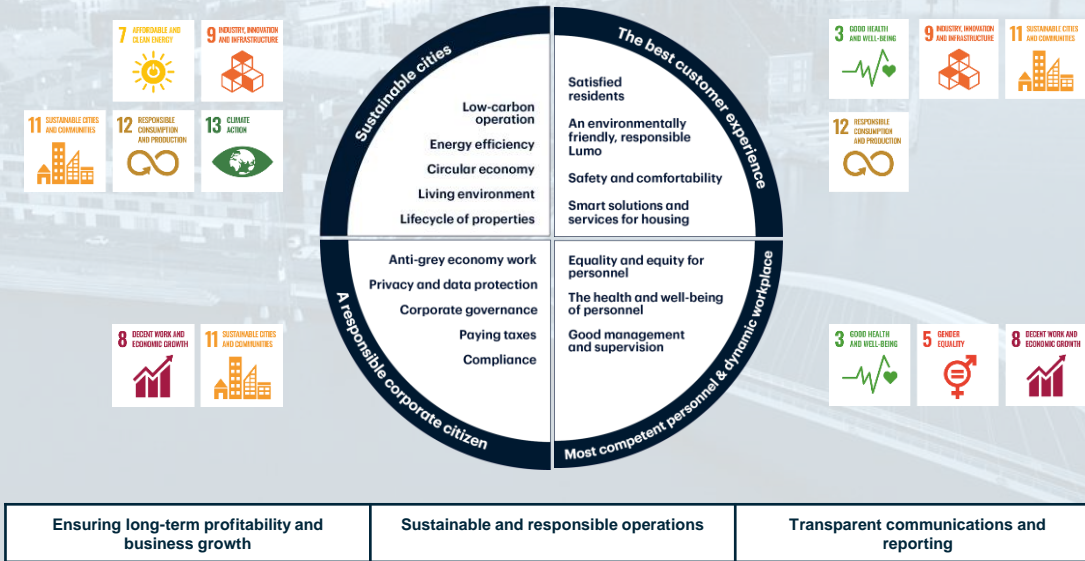 7 AFFORDABLE AND
CLEAN ENERGY
9 INDUSTRY, INNOVATION
AND INFRASTRUCTURE
11 SUSTAINABLE CITIES
AND COMMUNITIES
12 RESPONSIBLE
CONSUMPTION
AND PRODUCTION
13 CLIMATE
ACTION
Sustainable cities
Low-carbon
operation
Energy efficiency
Circular economy
Living environment
Lifecycle of properties
The best customer experience
Satisfied
residents
An environmentally
friendly, responsible
Lumo
Safety and comfortability
Smart solutions and
services for housing
3 GOOD HEALTH
AND WELL-BEING
9 INDUSTRY, INNOVATION
AND INFRASTRUCTURE
11 SUSTAINABLE CITIES
AND COMMUNITIES
12 RESPONSIBLE
CONSUMPTION
AND PRODUCTION
8 DECENT WORK AND
ECONOMIC GROWTH
11 SUSTAINABLE CITIES
AND COMMUNITIES
A responsible corporate citizen
Anti-grey economy work
Privacy and data protection
Corporate governance
Paying taxes
Compliance
Most competent personnel & dynamic workplace
Equality and equity for
personnel
The health and well-being
of personnel
Good management
and supervision
3 GOOD HEALTH
AND WELL-BEING
5 GENDER
EQUALITY
8 DECENT WORK AND
ECONOMIC GROWTH
Ensuring long-term profitability and
business growth
Sustainable and responsible operations
Transparent communications and
reporting